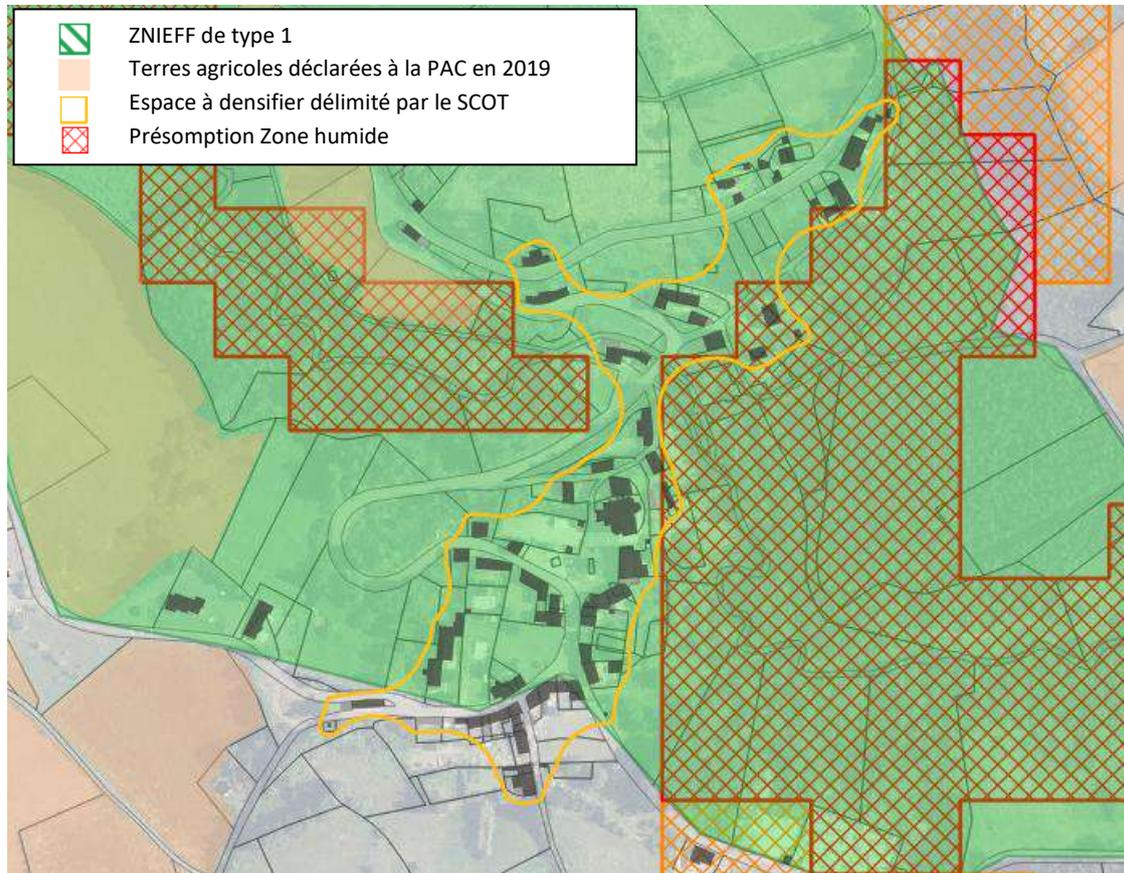 ZNIEFF de type 1
Terres agricoles déclarées à la PAC en 2019
Espace à densifier délimité par le SCOT
Présomption Zone humide